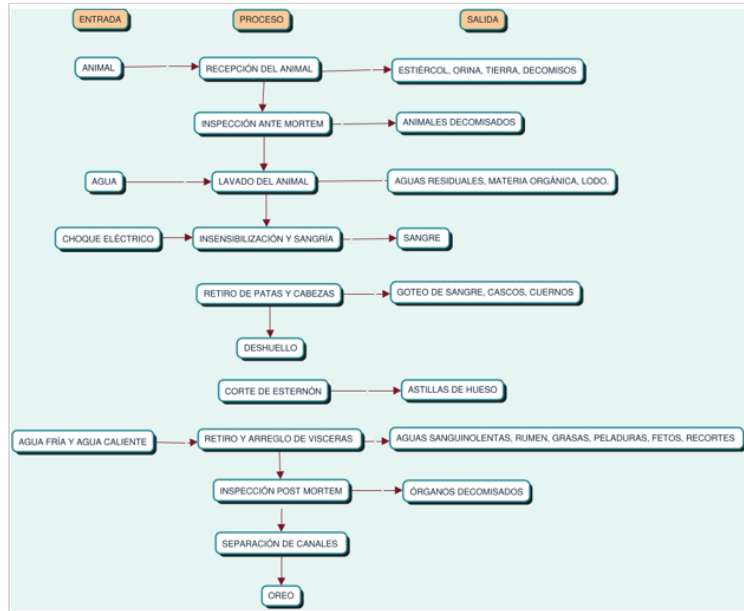 ENTRADA PROCESO SALIDA
ANIMAL RECEPCIÓN DEL ANIMAL ESTIÉRCOL, ORINA, TIERRA, DECOMISOS
INSPECCIÓN ANTE MORTEM ANIMALES DECOMISADOS
AGUA LAVADO DEL ANIMAL AGUAS RESIDUALES, MATERIA ORGÁNICA, LODO.
CHOQUE ELÉCTRICO INSENSIBILIZACIÓN Y SANGRÍA SANGRE
RETIRO DE PATAS Y CABEZAS GOTEO DE SANGRE, CASCOS, CUERNOS
DESHUELLO
CORTE DE ESTERNÓN ASTILLAS DE HUESO
AGUA FRÍA Y AGUA CALIENTE RETIRO Y ARREGLO DE VISCERAS AGUAS SANGUINOLENTAS, RUMEN, GRASAS, PELADURAS, FETOS, RECORTES
INSPECCIÓN POST MORTEM ÓRGANOS DECOMISADOS
SEPARACIÓN DE CANALES
OREO